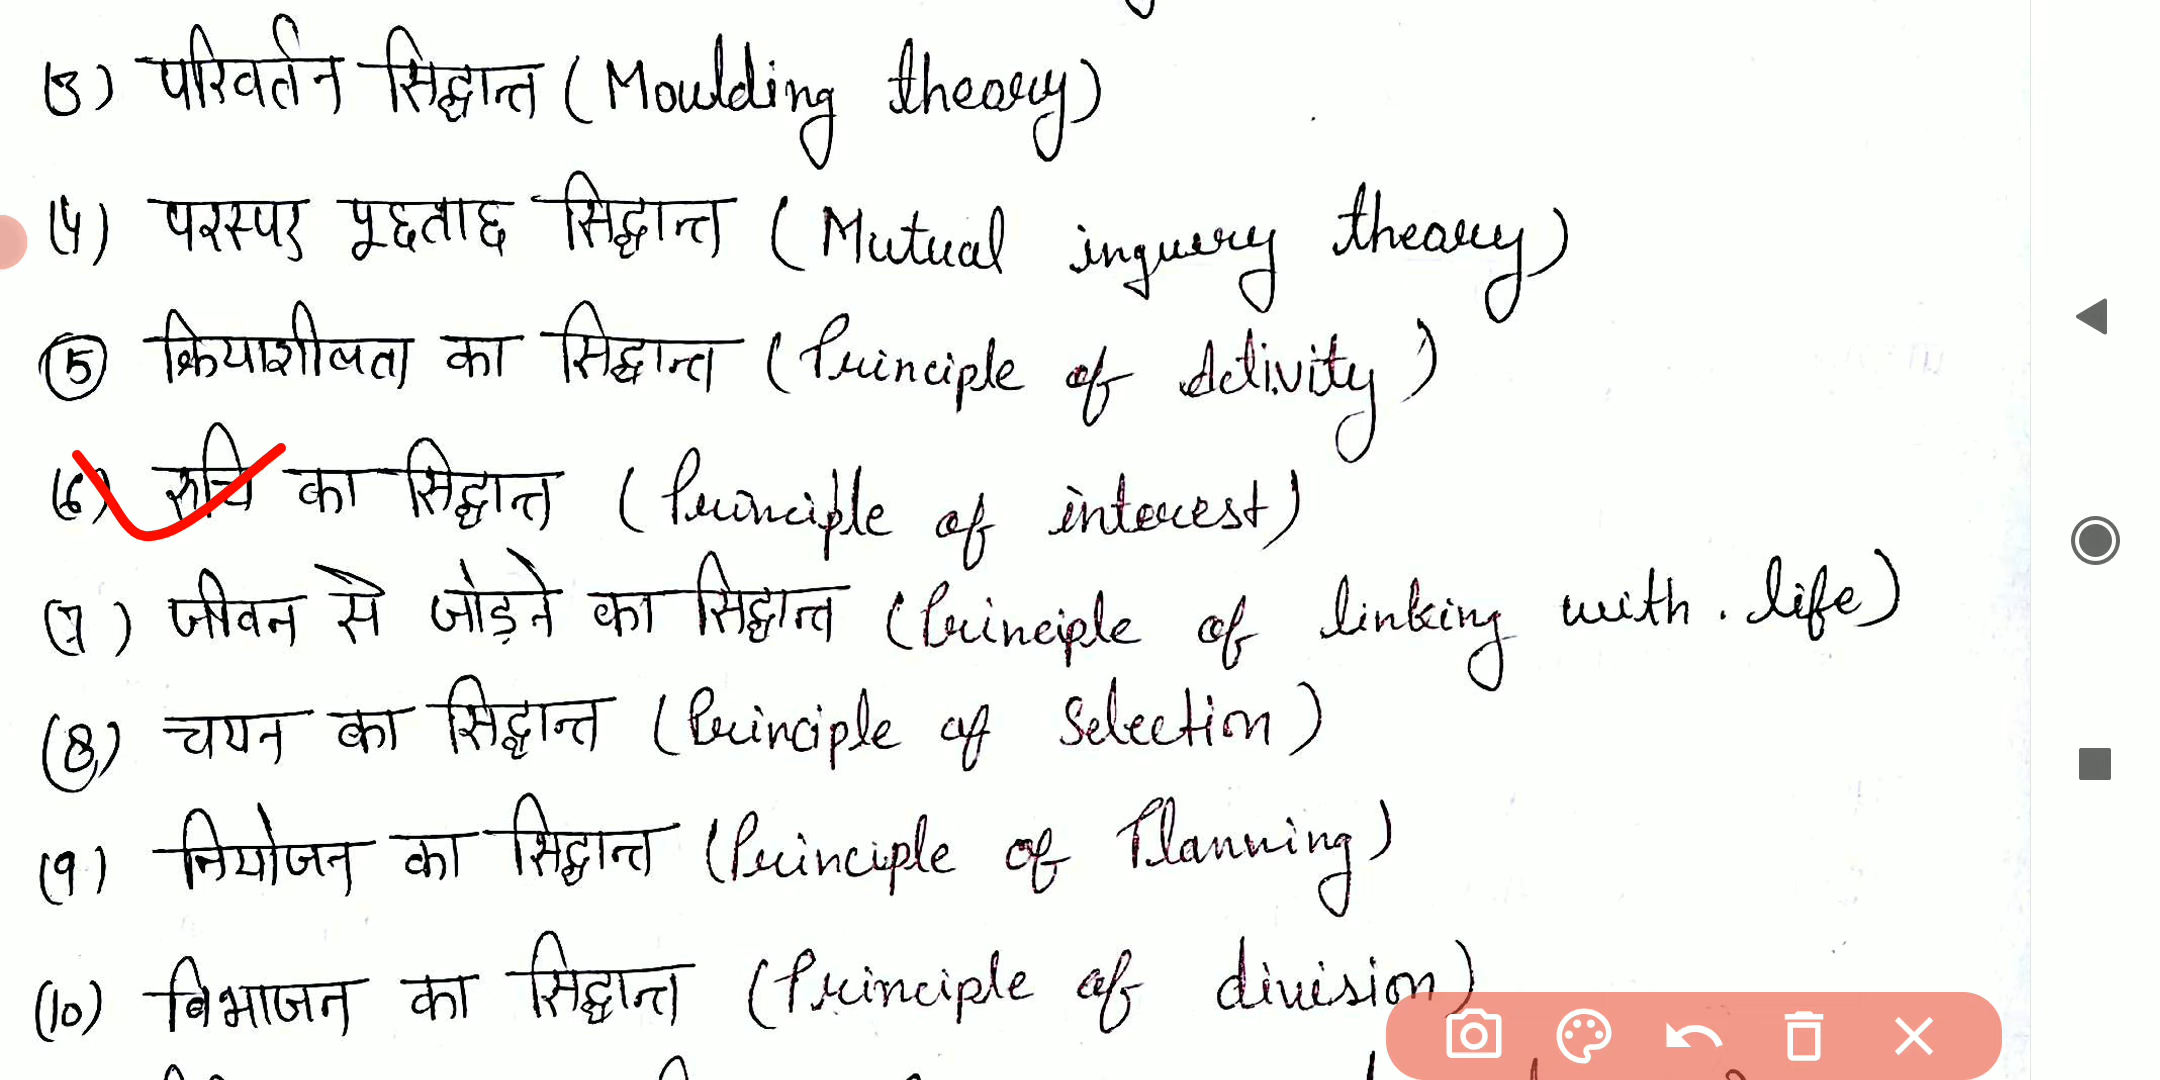 (3) परिवर्तन सिद्धान्त (Moulding theory)
(4) परस्पर पूछताछ सिद्धान्त (Mutual inquery theory)
(5) क्रियाशीलता का सिद्धान्त (Principle of Activity)
(6) रुचि का सिद्धान्त (Principle of interest)
(7) जीवन से जोड़ने का सिद्धान्त (Principle of linking with. life)
(8) चयन का सिद्धान्त (Principle of Selection)
(9) नियोजन का सिद्धान्त (Principle of Planning)
(10) विभाजन का सिद्धान्त (Principle of division)